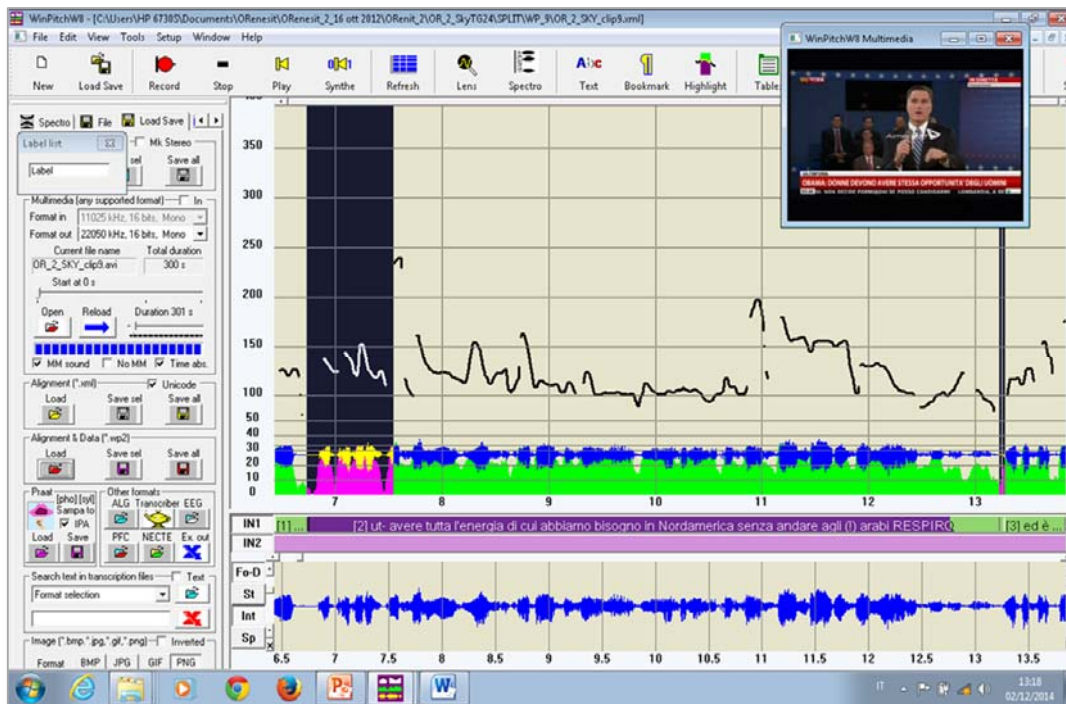 WinPitchW8 - [C:\Users\HP 6730S\Documents\ORenesit\ORenesit_2_16 ott 2012\ORenit_2\OR_2_SkyTG24\SPLIT\WP_9\OR_2_SKY_clip9.xml]
File Edit View Tools Setup Window Help
New Load Save Record Stop Play Synthe Refresh Lens Spectro Text Bookmark Highlight Table
WinPitchW8 Multimedia
IN DIRETTA
ULTIM'ORA
OBAMA: DONNE DEVONO AVERE STESSA OPPORTUNITA' DEGLI UOMINI
Spectro File Load Save
Label list
Label
Mk Stereo
sel Save all
Multimedia (any supported format) In
Format in 11025 kHz, 16 bits, Mono
Format out 22050 kHz, 16 bits, Mono
Current file name Total duration
OR_2_SKY_clip9.avi 300 s
Start at 0 s
Open Reload Duration 301 s
MM sound No MM Time abs.
Alignment (*.xml) Unicode
Load Save sel Save all
Alignment & Data (*.wp2)
Load Save sel Save all
Praat [pho] [syl] Sampa to IPA
Load Save
Other formats
ALG Transcriber EEG
PFC NECTE Ex. out
Search text in transcription files Text
Format selection
Image (*.bmp,*.jpg,*.gif,*.png) Inverted
Format BMP JPG GIF PNG
350
300
250
200
150
100
50
40
30
20
10
0
7 8 9 10 11 12 13
IN1 [1] ... [2] ut- avere tutta l'energia di cui abbiamo bisogno in Nordamerica senza andare agli (!) arabi RESPIRO [3] ed è ...
IN2
Fo-D
St
Int
Sp
6.5 7 7.5 8 8.5 9 9.5 10 10.5 11 11.5 12 12.5 13 13.5
IT 13:18
02/12/2014